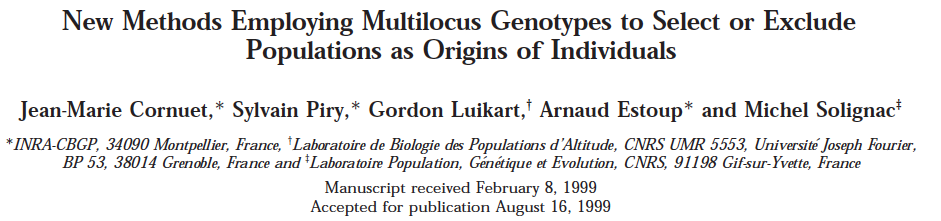 New Methods Employing Multilocus Genotypes to Select or Exclude
Populations as Origins of Individuals
Jean-Marie Cornuet,* Sylvain Piry,* Gordon Luikart,† Arnaud Estoup* and Michel Solignac‡
*INRA-CBGP, 34090 Montpellier, France, †Laboratoire de Biologie des Populations d'Altitude, CNRS UMR 5553, Université Joseph Fourier,
BP 53, 38014 Grenoble, France and ‡Laboratoire Population, Génétique et Evolution, CNRS, 91198 Gif-sur-Yvette, France
Manuscript received February 8, 1999
Accepted for publication August 16, 1999